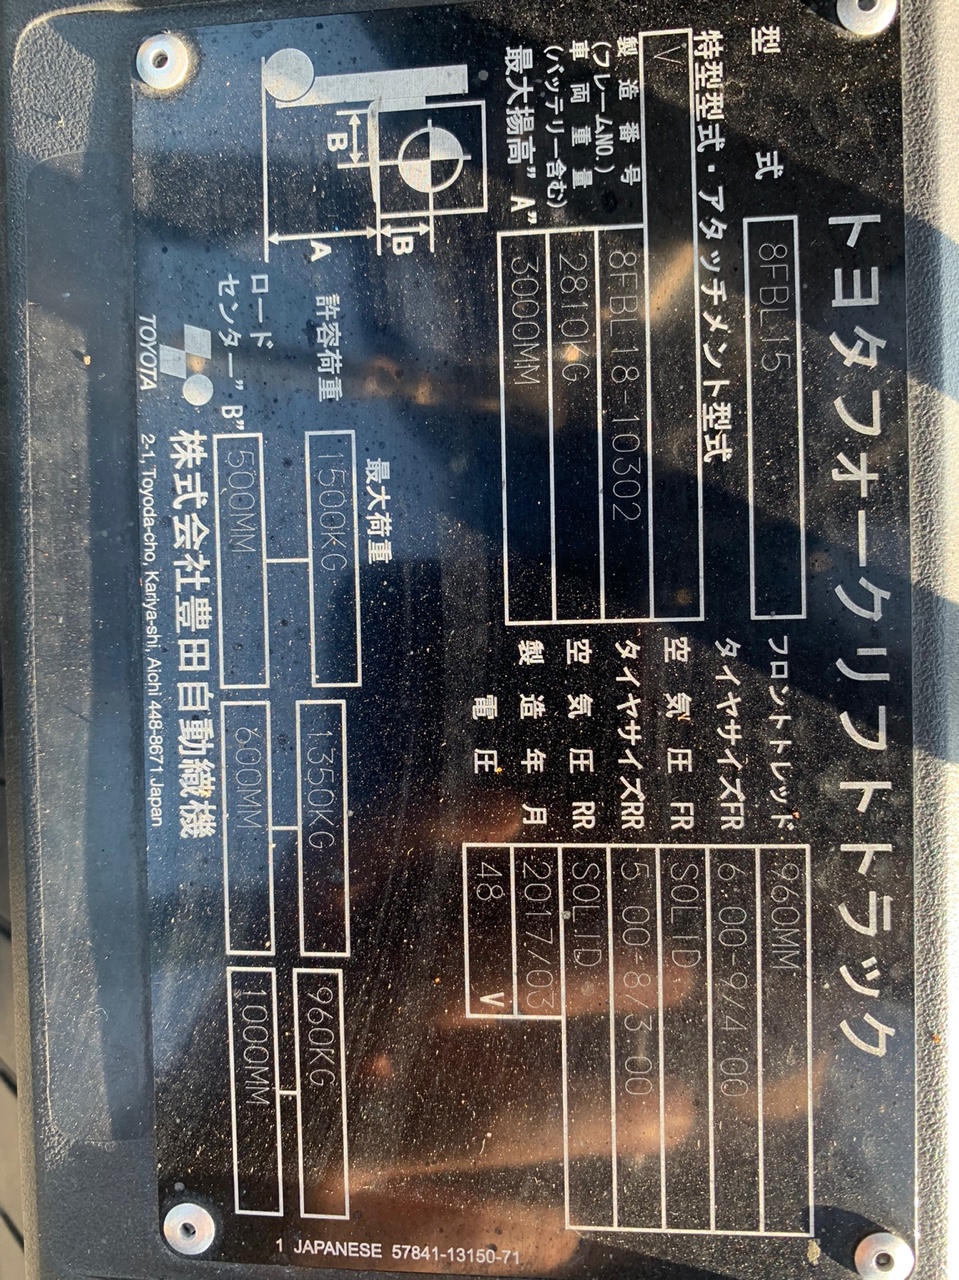 トヨタフォークリフトトラック
型 式 8FBL15
特型型式・アタッチメント型式
V
製造番号 (フレームNO.) 8FBL18-10302
車両重量 (バッテリー含む) 2810KG
最大揚高"A" 3000MM
フロントトレッド 960MM
タイヤサイズFR 6.00-9/4.00
空気圧 FR SOLID
タイヤサイズRR 5.00-8/3.00
空気圧 RR SOLID
製造年月 2017/03
電圧 48 V
B
A
B
最大荷重
許容荷重 1500KG 1350KG 960KG
ロード
センター"B" 500MM 600MM 1000MM
TOYOTA
株式会社豊田自動織機
2-1, Toyoda-cho, Kariya-shi, Aichi 448-8671 Japan
1 JAPANESE 57841-13150-71